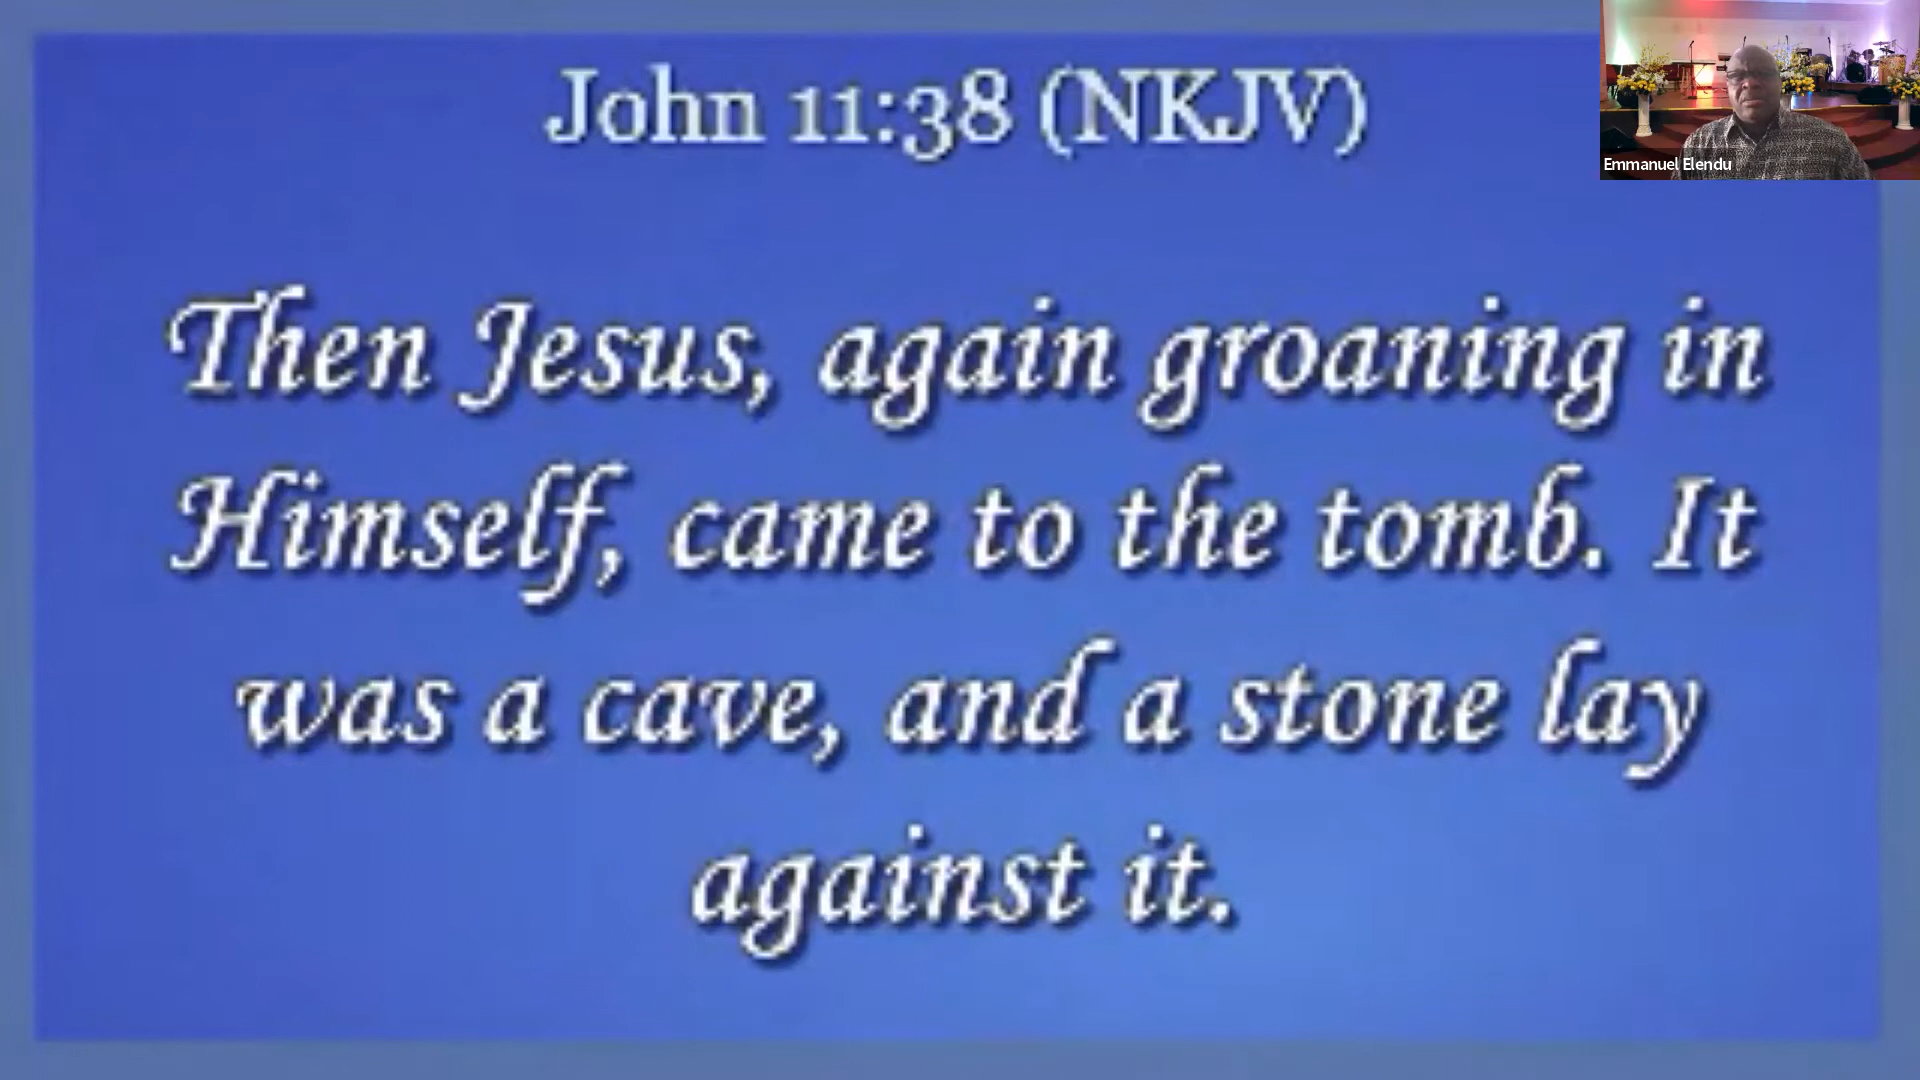 John 11:38 (NKJV)
Emmanuel Elendu
Then Jesus, again groaning in
Himself, came to the tomb. It
was a cave, and a stone lay
against it.